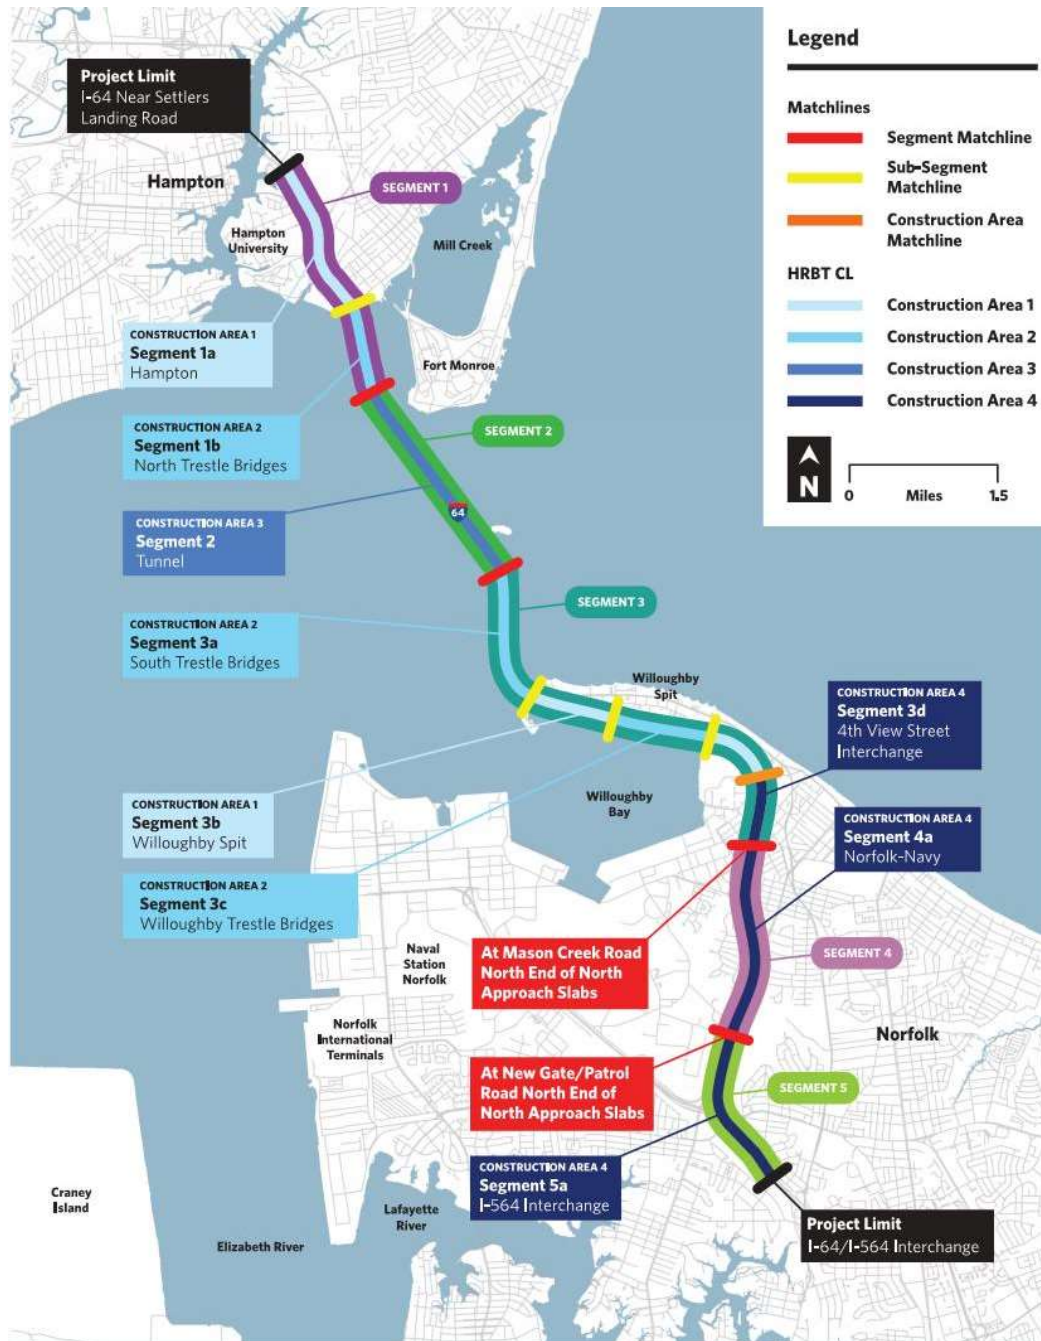 Legend
Matchlines
Segment Matchline
Sub-Segment
Matchline
Construction Area
Matchline
HRBT CL
Construction Area 1
Construction Area 2
Construction Area 3
Construction Area 4
N
0 Miles 1.5
Project Limit
I-64 Near Settlers
Landing Road
Hampton
SEGMENT 1
Hampton
University
Mill Creek
CONSTRUCTION AREA 1
Segment 1a
Hampton
Fort Monroe
CONSTRUCTION AREA 2
Segment 1b
North Trestle Bridges
SEGMENT 2
64
CONSTRUCTION AREA 3
Segment 2
Tunnel
SEGMENT 3
CONSTRUCTION AREA 2
Segment 3a
South Trestle Bridges
Willoughby
Spit
CONSTRUCTION AREA 4
Segment 3d
4th View Street
Interchange
CONSTRUCTION AREA 1
Segment 3b
Willoughby Spit
Willoughby
Bay
CONSTRUCTION AREA 4
Segment 4a
Norfolk-Navy
CONSTRUCTION AREA 2
Segment 3c
Willoughby Trestle Bridges
At Mason Creek Road
North End of North
Approach Slabs
SEGMENT 4
Naval
Station
Norfolk
Norfolk
International
Terminals
Norfolk
At New Gate/Patrol
Road North End of
North Approach Slabs
SEGMENT 5
CONSTRUCTION AREA 4
Segment 5a
I-564 Interchange
Craney
Island
Lafayette
River
Elizabeth River
Project Limit
I-64/I-564 Interchange